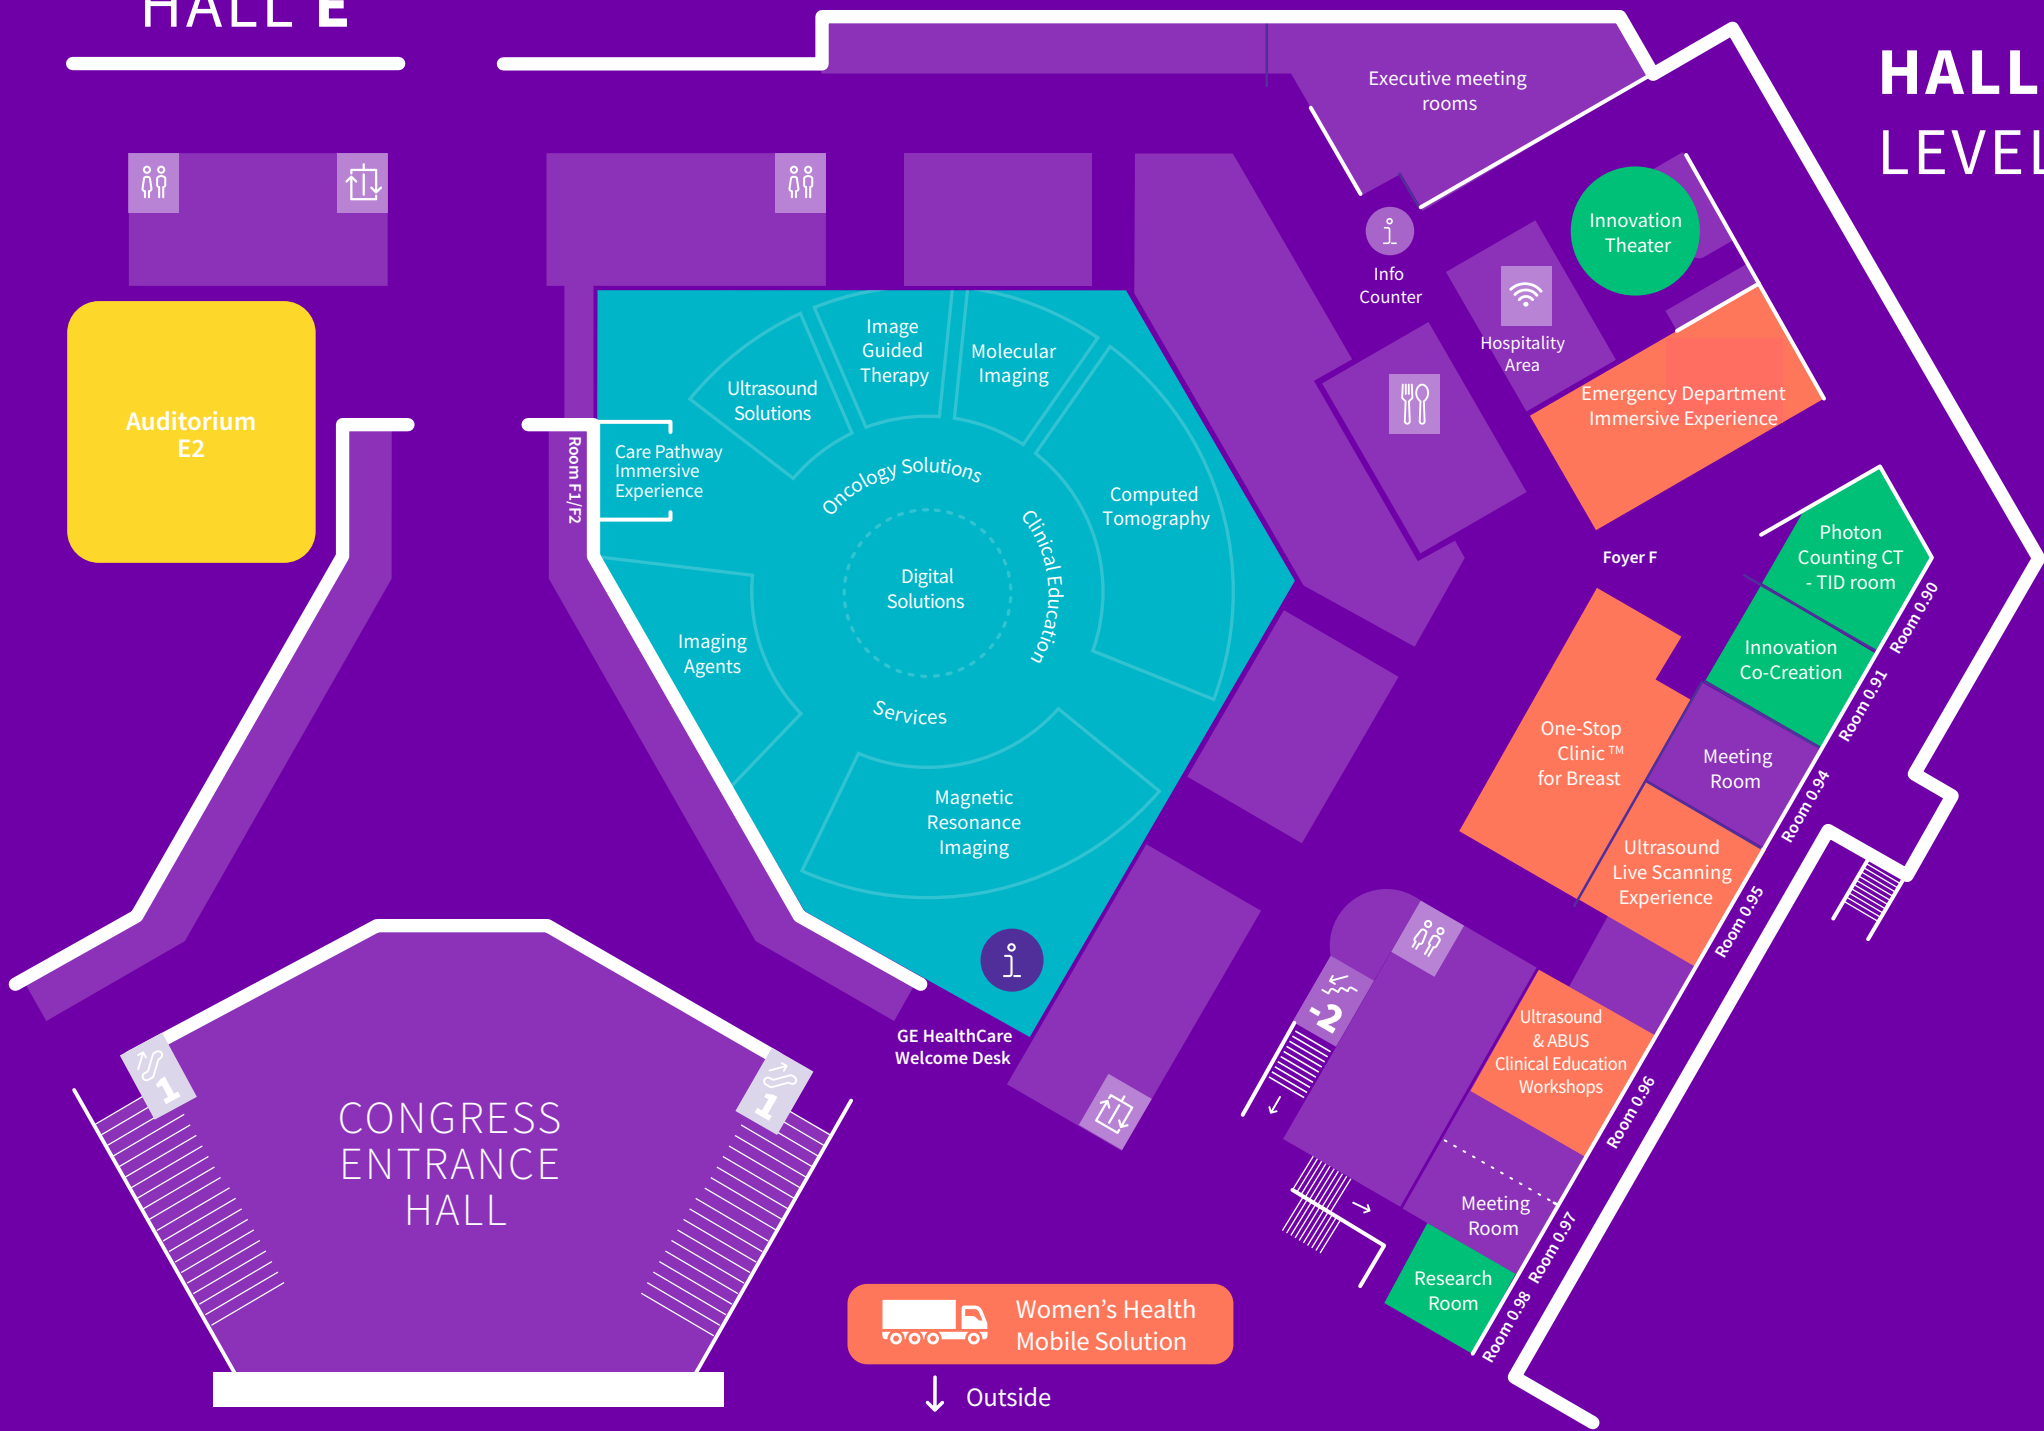 HALL E
HALL
LEVEL
Executive meeting
rooms
Innovation
Theater
Info
Counter
Hospitality
Area
Emergency Department
Immersive Experience
Auditorium
E2
Room F1/F2
Care Pathway
Immersive
Experience
Ultrasound
Solutions
Image
Guided
Therapy
Molecular
Imaging
Computed
Tomography
Oncology Solutions
Clinical Education
Digital
Solutions
Services
Imaging
Agents
Magnetic
Resonance
Imaging
Foyer F
Photon
Counting CT
- TID room
Room 0.90
Innovation
Co-Creation
Room 0.91
One-Stop
Clinic™
for Breast
Meeting
Room
Room 0.94
Ultrasound
Live Scanning
Experience
Room 0.95
-2
Ultrasound
& ABUS
Clinical Education
Workshops
Room 0.96
Meeting
Room
Room 0.97
Research
Room
Room 0.98
GE HealthCare
Welcome Desk
1
1
CONGRESS
ENTRANCE
HALL
Women’s Health
Mobile Solution
Outside